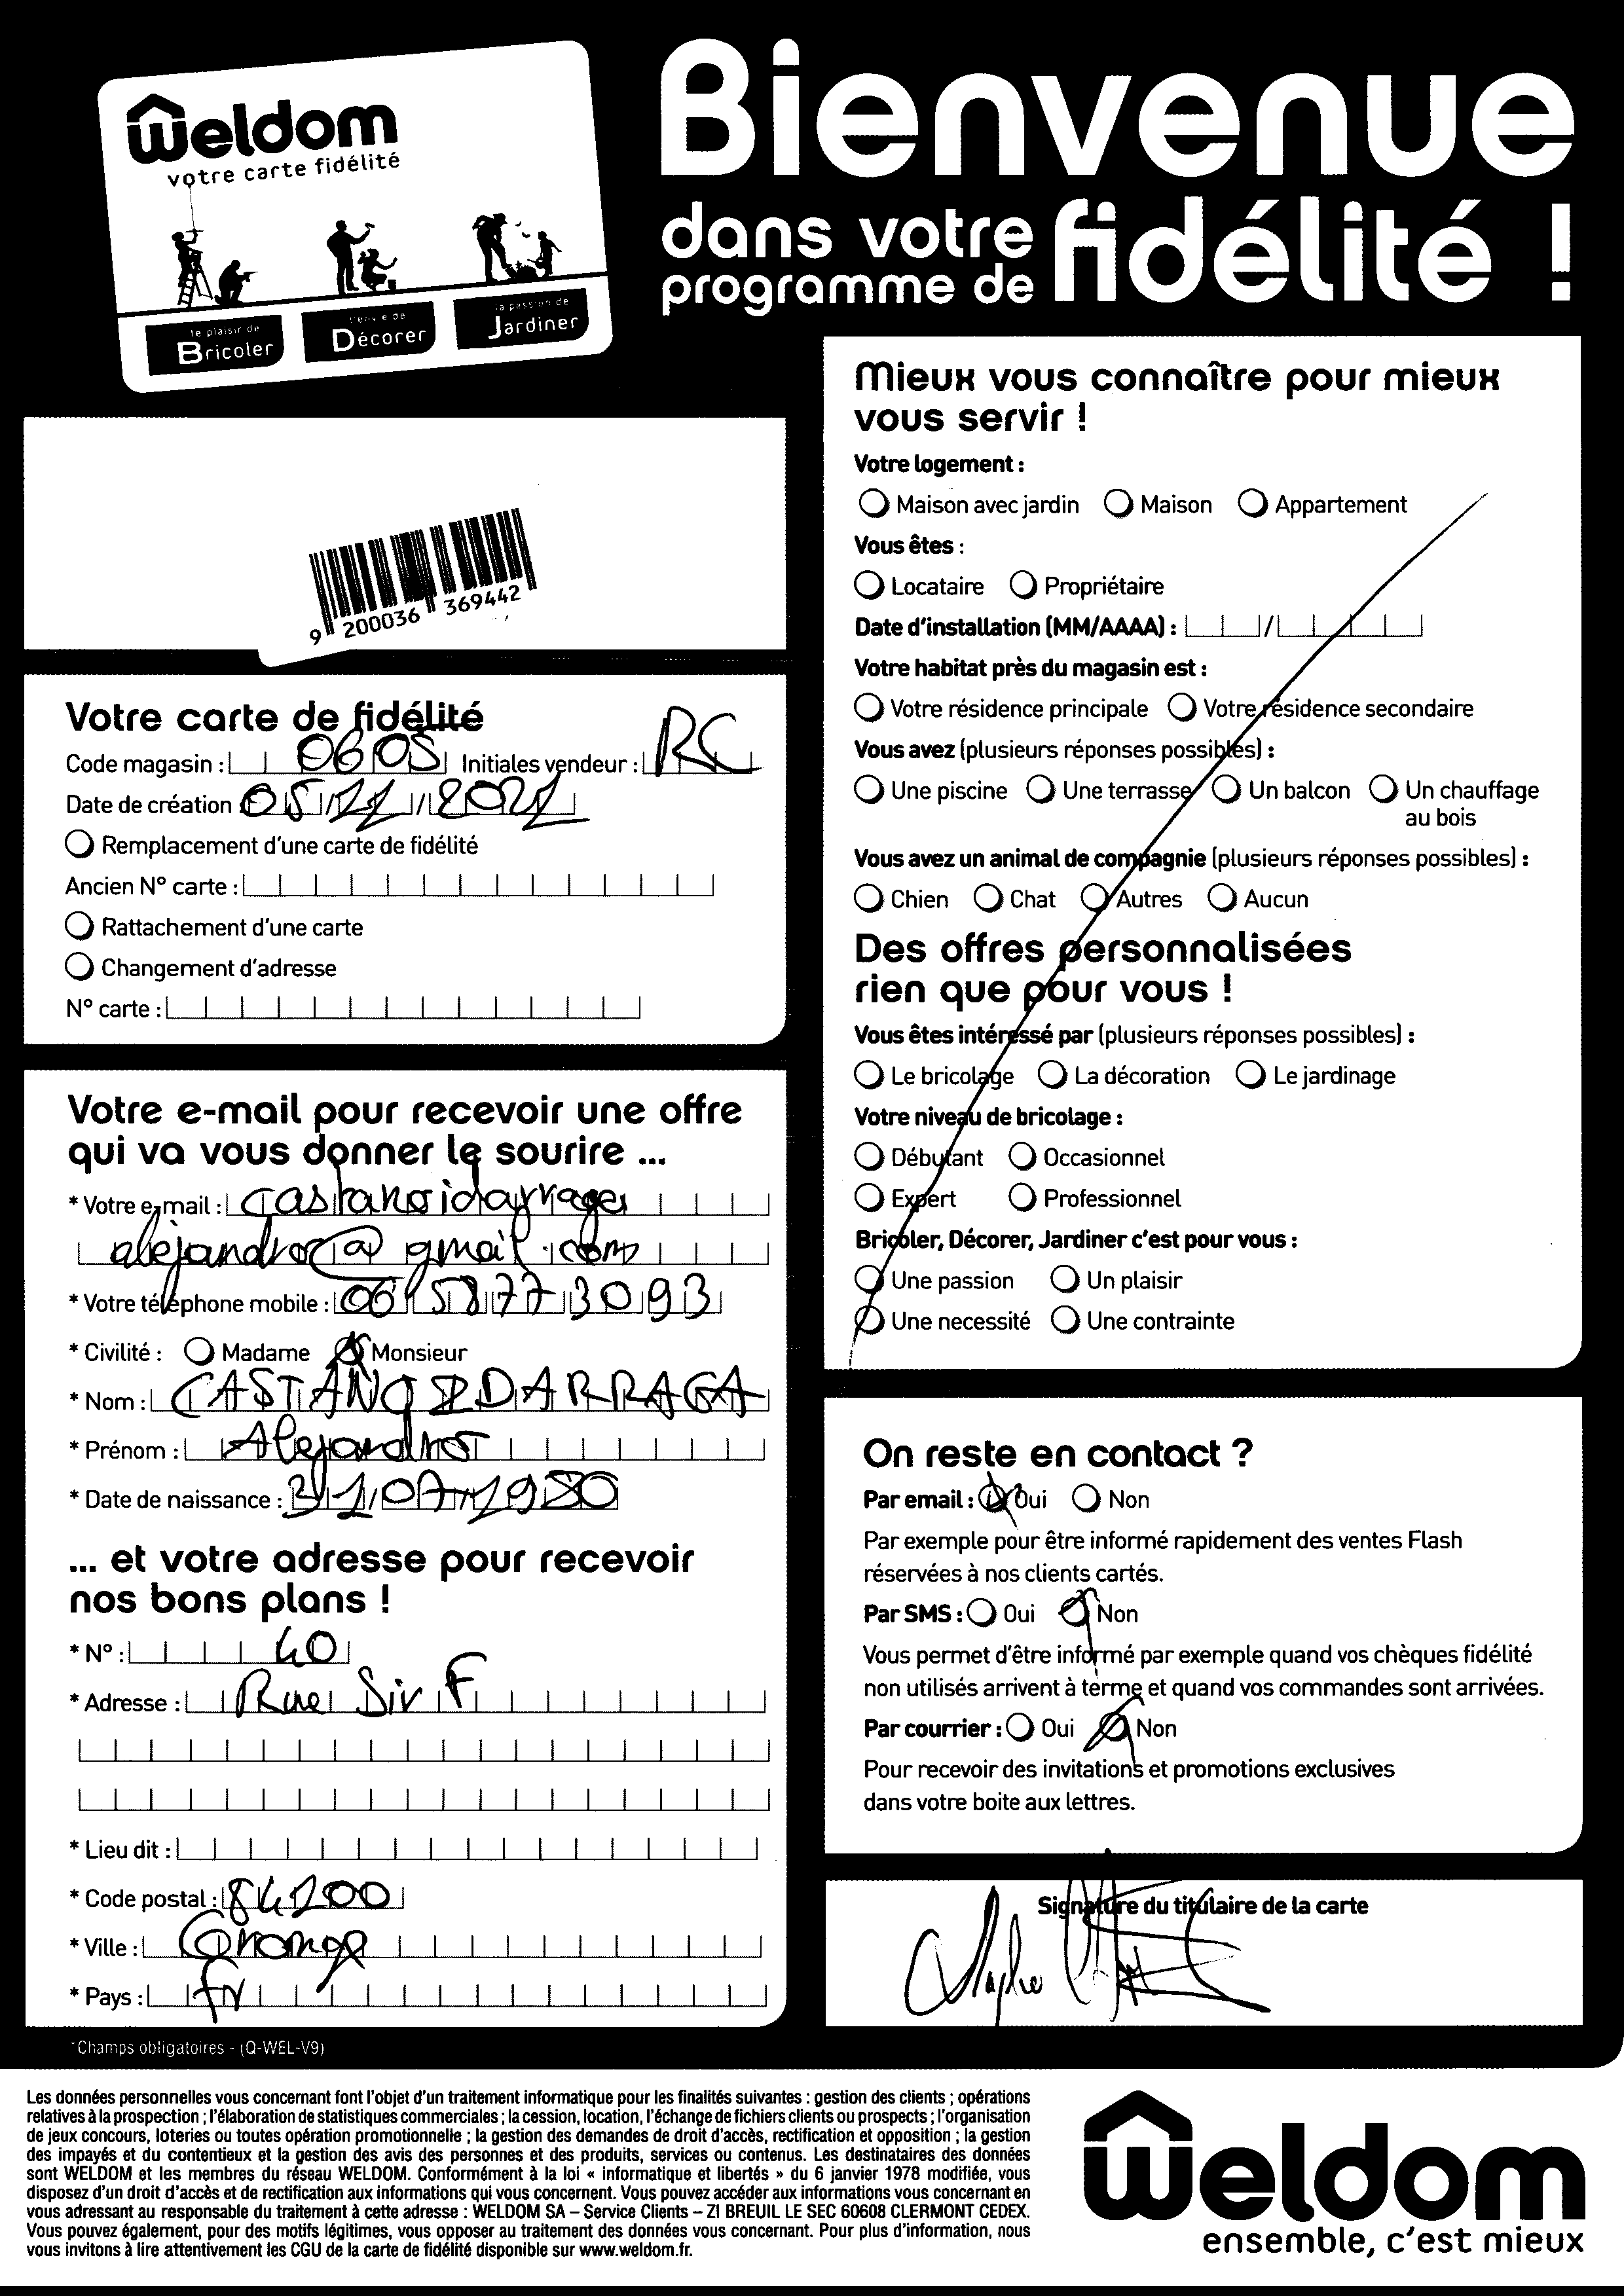 Weldom
votre carte fidélité
le plaisir de
Bricoler
l'envie de
Décorer
la passion de
Jardiner
Bienvenue
dans votre
programme de
fidélité !
9 200036 369442
Votre carte de fidélité
Code magasin : 0605 Initiales vendeur : RC
Date de création 05/11/2021
Remplacement d'une carte de fidélité
Ancien N° carte :
Rattachement d'une carte
Changement d'adresse
N° carte :
Votre e-mail pour recevoir une offre
qui va vous donner le sourire ...
* Votre e-mail : castanoidarraga
alejandro@gmail.com
* Votre téléphone mobile : 06 58 77 30 93
* Civilité : Madame Monsieur
* Nom : CASTANO IDARRAGA
* Prénom : Alejandro
* Date de naissance : 31/07/1980
... et votre adresse pour recevoir
nos bons plans !
* N° : 40
* Adresse : Rue
* Lieu dit :
* Code postal : 84100
* Ville : Orange
* Pays : fr
*Champs obligatoires - (Q-WEL-V9)
Mieux vous connaître pour mieux
vous servir !
Votre logement :
Maison avec jardin Maison Appartement
Vous êtes :
Locataire Propriétaire
Date d'installation (MM/AAAA) : /
Votre habitat près du magasin est :
Votre résidence principale Votre résidence secondaire
Vous avez (plusieurs réponses possibles) :
Une piscine Une terrasse Un balcon Un chauffage
au bois
Vous avez un animal de compagnie (plusieurs réponses possibles) :
Chien Chat Autres Aucun
Des offres personnalisées
rien que pour vous !
Vous êtes intéressé par (plusieurs réponses possibles) :
Le bricolage La décoration Le jardinage
Votre niveau de bricolage :
Débutant Occasionnel
Expert Professionnel
Bricoler, Décorer, Jardiner c'est pour vous :
Une passion Un plaisir
Une necessité Une contrainte
On reste en contact ?
Par email : Oui Non
Par exemple pour être informé rapidement des ventes Flash
réservées à nos clients cartés.
Par SMS : Oui Non
Vous permet d'être informé par exemple quand vos chèques fidélité
non utilisés arrivent à terme et quand vos commandes sont arrivées.
Par courrier : Oui Non
Pour recevoir des invitations et promotions exclusives
dans votre boite aux lettres.
Signature du titulaire de la carte
Les données personnelles vous concernant font l'objet d'un traitement informatique pour les finalités suivantes : gestion des clients ; opérations
relatives à la prospection ; l'élaboration de statistiques commerciales ; la cession, location, l'échange de fichiers clients ou prospects ; l'organisation
de jeux concours, loteries ou toutes opération promotionnelle ; la gestion des demandes de droit d'accès, rectification et opposition ; la gestion
des impayés et du contentieux et la gestion des avis des personnes et des produits, services ou contenus. Les destinataires des données
sont WELDOM et les membres du réseau WELDOM. Conformément à la loi « informatique et libertés » du 6 janvier 1978 modifiée, vous
disposez d'un droit d'accès et de rectification aux informations qui vous concernent. Vous pouvez accéder aux informations vous concernant en
vous adressant au responsable du traitement à cette adresse : WELDOM SA – Service Clients – ZI BREUIL LE SEC 60608 CLERMONT CEDEX.
Vous pouvez également, pour des motifs légitimes, vous opposer au traitement des données vous concernant. Pour plus d'information, nous
vous invitons à lire attentivement les CGU de la carte de fidélité disponible sur www.weldom.fr.
Weldom
ensemble, c'est mieux